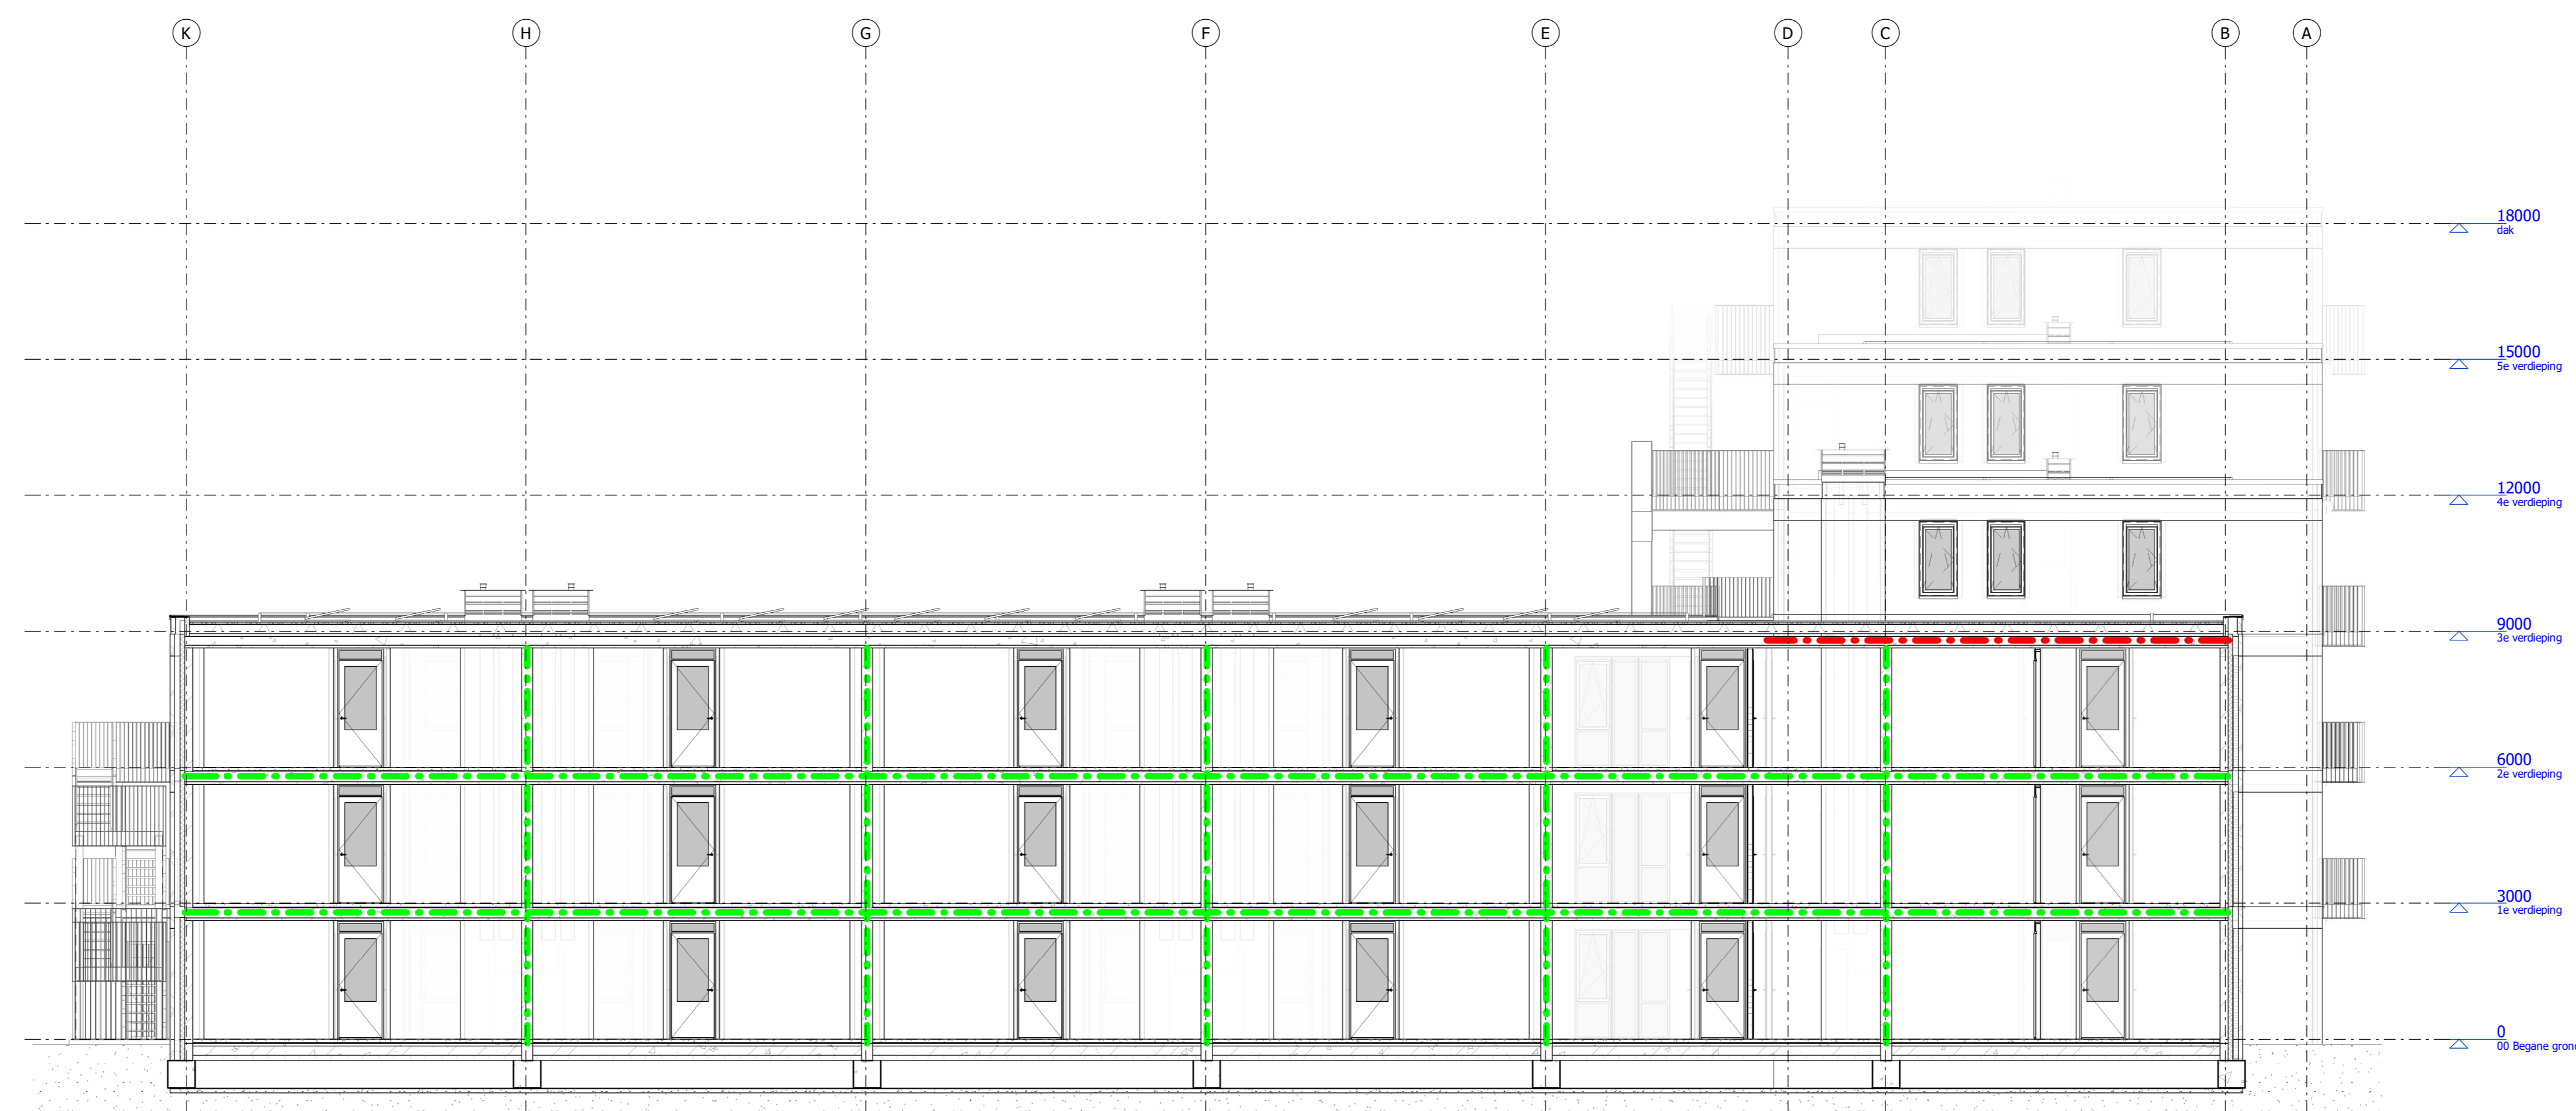 K H G F E D C B A
18000
dak
15000
5e verdieping
12000
4e verdieping
9000
3e verdieping
6000
2e verdieping
3000
1e verdieping
0
00 Begane grond